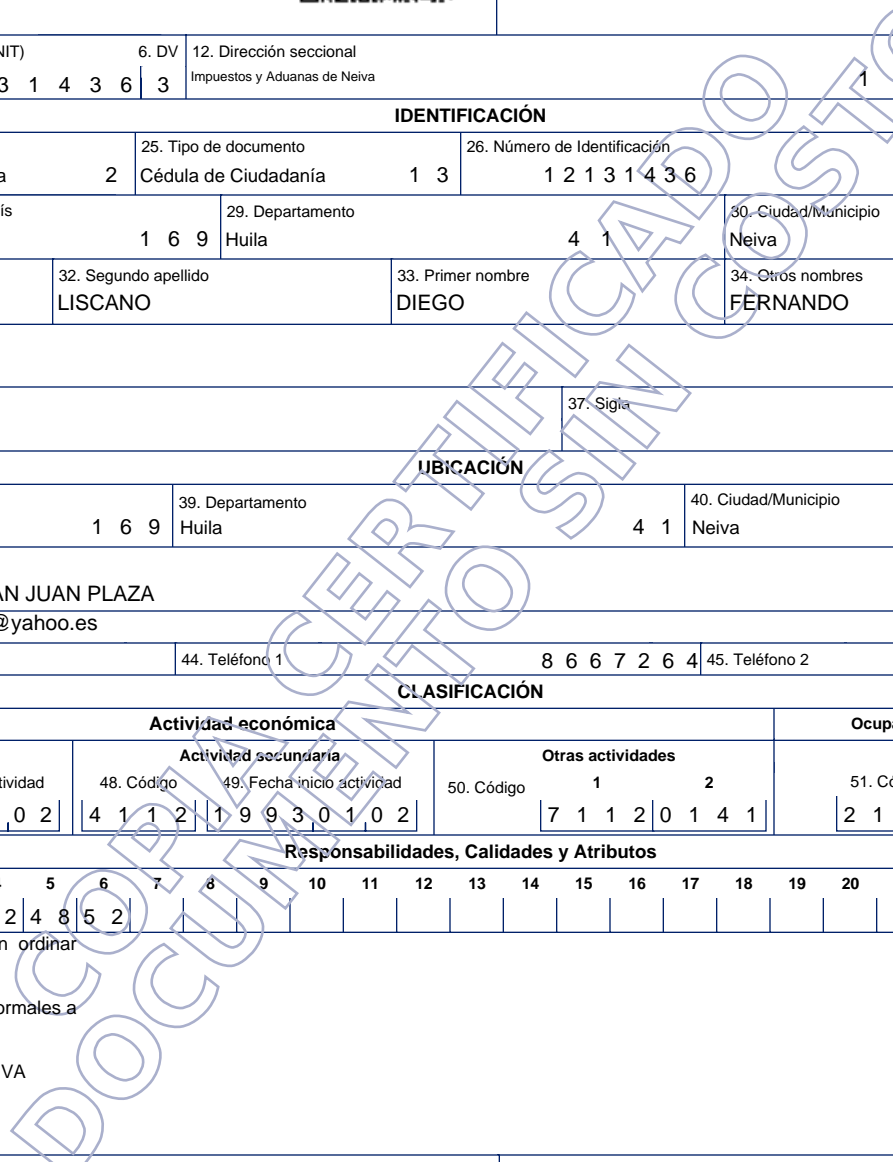 NIT) 6. DV 12. Dirección seccional
3 1 4 3 6 3 Impuestos y Aduanas de Neiva 1
IDENTIFICACIÓN
25. Tipo de documento 26. Número de Identificación
a 2 Cédula de Ciudadanía 1 3 1 2 1 3 1 4 3 6
ís 29. Departamento 30. Ciudad/Municipio
1 6 9 Huila 4 1 Neiva
32. Segundo apellido 33. Primer nombre 34. Otros nombres
LISCANO DIEGO FERNANDO
37. Sigla
UBICACIÓN
39. Departamento 40. Ciudad/Municipio
1 6 9 Huila 4 1 Neiva
AN JUAN PLAZA
@yahoo.es
44. Teléfono 1 8 6 6 7 2 6 4 45. Teléfono 2
CLASIFICACIÓN
Actividad económica Ocupa
Actividad secundaria Otras actividades
tividad 48. Código 49. Fecha inicio actividad 50. Código 1 2 51. Có
0 2 4 1 1 2 1 9 9 3 0 1 0 2 7 1 1 2 0 1 4 1 2 1
Responsabilidades, Calidades y Atributos
5 6 7 8 9 10 11 12 13 14 15 16 17 18 19 20
2 4 8 5 2
n ordinar
ormales a
VA
COPIA CERTIFICADO
DOCUMENTO SIN COSTO